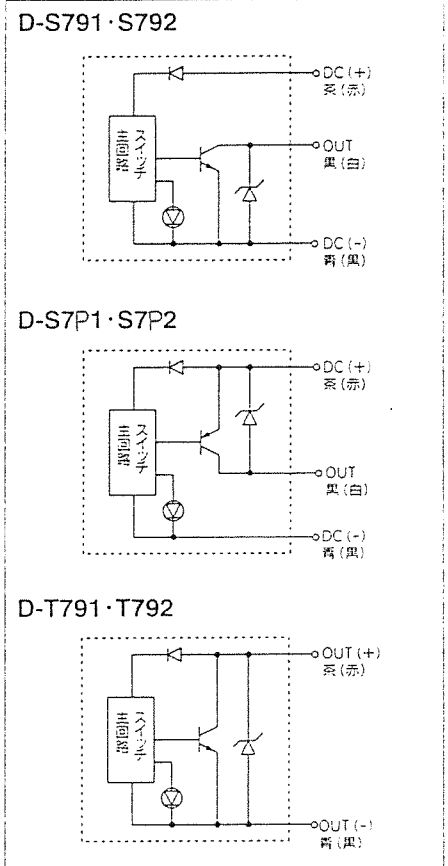 D-S791·S792
DC(+)
茶(赤)
スイッチ
主回路
OUT
黒(白)
DC(-)
青(黒)
D-S7P1·S7P2
DC(+)
茶(赤)
スイッチ
主回路
OUT
黒(白)
DC(-)
青(黒)
D-T791·T792
OUT(+)
茶(赤)
スイッチ
主回路
OUT(-)
青(黒)